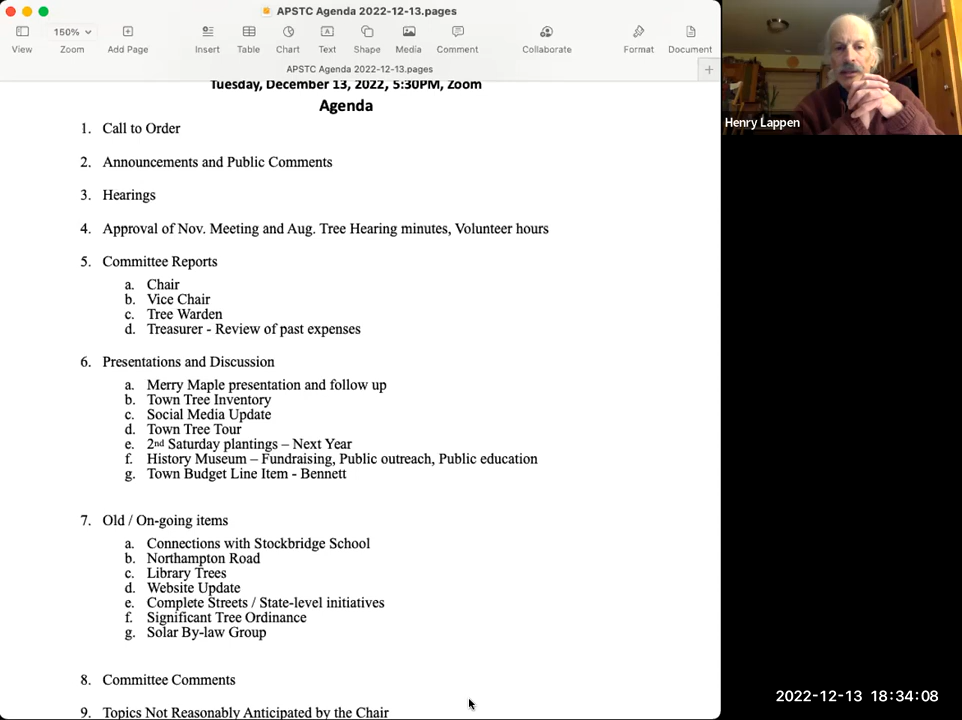 APSTC Agenda 2022-12-13.pages
150%
View Zoom Add Page Insert Table Chart Text Shape Media Comment Collaborate Format Document
APSTC Agenda 2022-12-13.pages
Tuesday, December 13, 2022, 5:30PM, Zoom
Agenda
1. Call to Order
2. Announcements and Public Comments
3. Hearings
4. Approval of Nov. Meeting and Aug. Tree Hearing minutes, Volunteer hours
5. Committee Reports
a. Chair
b. Vice Chair
c. Tree Warden
d. Treasurer - Review of past expenses
6. Presentations and Discussion
a. Merry Maple presentation and follow up
b. Town Tree Inventory
c. Social Media Update
d. Town Tree Tour
e. 2nd Saturday plantings – Next Year
f. History Museum – Fundraising, Public outreach, Public education
g. Town Budget Line Item - Bennett
7. Old / On-going items
a. Connections with Stockbridge School
b. Northampton Road
c. Library Trees
d. Website Update
e. Complete Streets / State-level initiatives
f. Significant Tree Ordinance
g. Solar By-law Group
8. Committee Comments
9. Topics Not Reasonably Anticipated by the Chair
Henry Lappen
2022-12-13 18:34:08